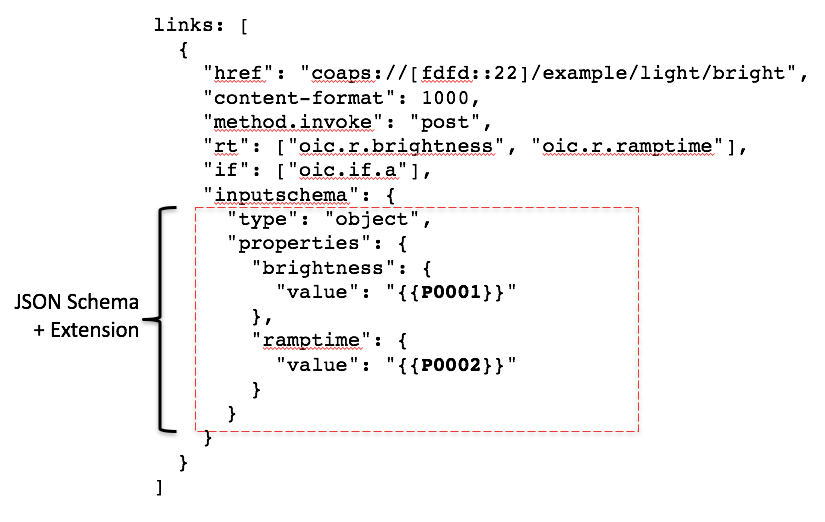 links: [
{
"href": "coaps://[fdfd::22]/example/light/bright",
"content-format": 1000,
"method.invoke": "post",
"rt": ["oic.r.brightness", "oic.r.ramptime"],
"if": ["oic.if.a"],
"inputschema": {
"type": "object",
"properties": {
"brightness": {
"value": "{{P0001}}"
},
"ramptime": {
"value": "{{P0002}}"
}
}
}
}
]
JSON Schema
+ Extension